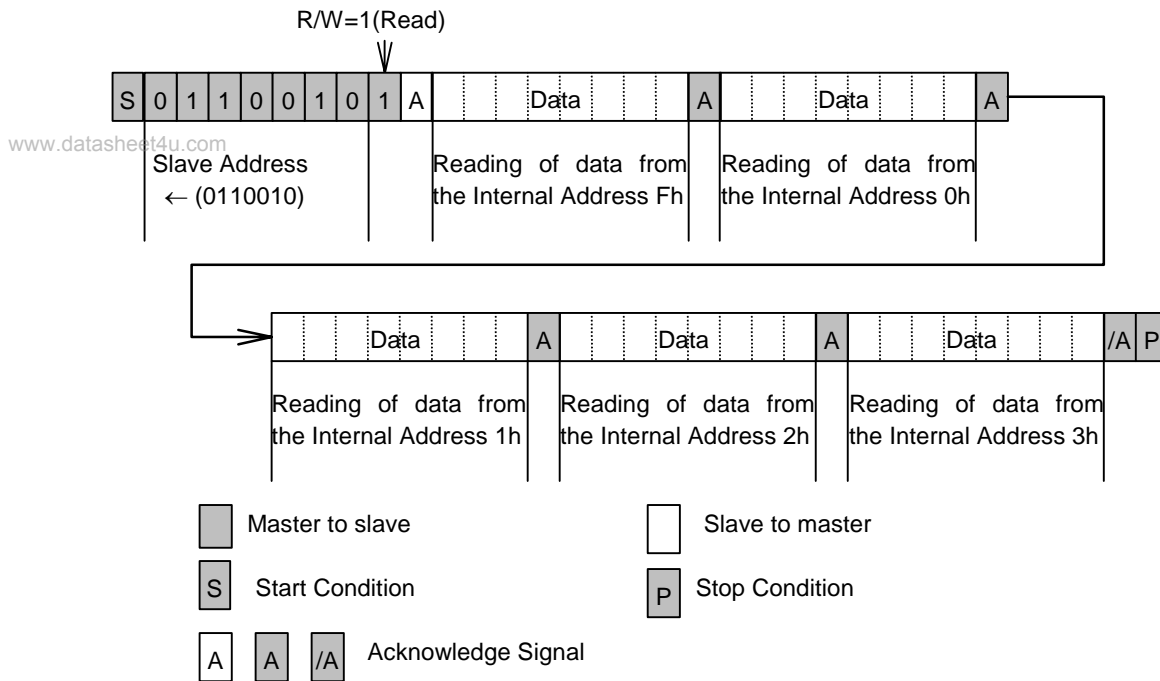 R/W=1(Read)
S 0 1 1 0 0 1 0 1 A Data A Data A
www.datasheet4u.com
Slave Address
← (0110010)
Reading of data from
the Internal Address Fh
Reading of data from
the Internal Address 0h
Data A Data A Data /A P
Reading of data from
the Internal Address 1h
Reading of data from
the Internal Address 2h
Reading of data from
the Internal Address 3h
Master to slave
Slave to master
S Start Condition
P Stop Condition
A A /A Acknowledge Signal